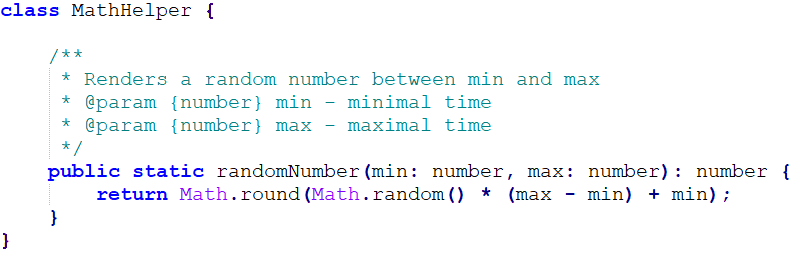 class MathHelper {
/**
* Renders a random number between min and max
* @param {number} min - minimal time
* @param {number} max - maximal time
*/
public static randomNumber(min: number, max: number): number {
return Math.round(Math.random() * (max - min) + min);
}
}